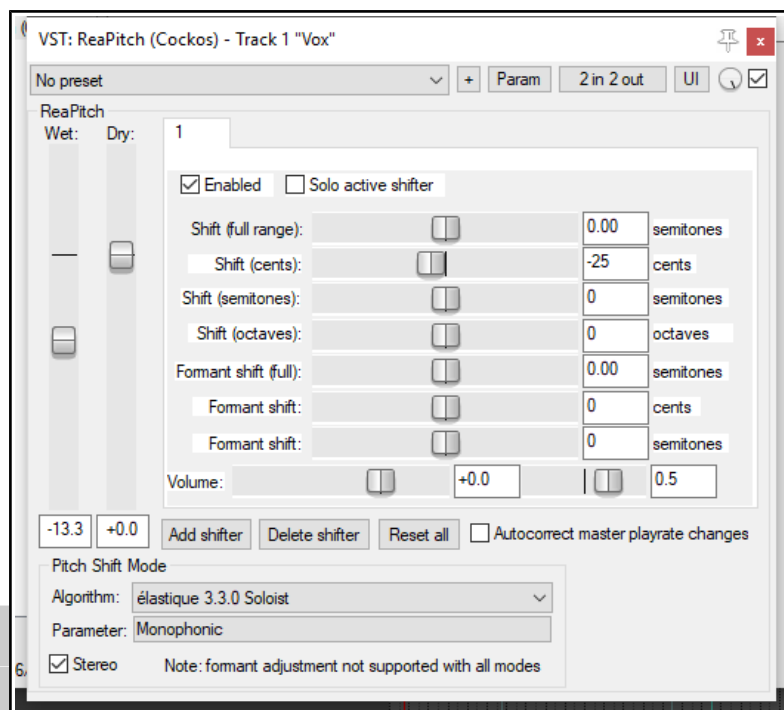 VST: ReaPitch (Cockos) - Track 1 "Vox"
x
No preset
+ Param 2 in 2 out UI
ReaPitch
Wet: Dry: 1
Enabled Solo active shifter
Shift (full range): 0.00 semitones
Shift (cents): -25 cents
Shift (semitones): 0 semitones
Shift (octaves): 0 octaves
Formant shift (full): 0.00 semitones
Formant shift: 0 cents
Formant shift: 0 semitones
Volume: +0.0 0.5
-13.3 +0.0 Add shifter Delete shifter Reset all Autocorrect master playrate changes
Pitch Shift Mode
Algorithm: élastique 3.3.0 Soloist
Parameter: Monophonic
Stereo Note: formant adjustment not supported with all modes